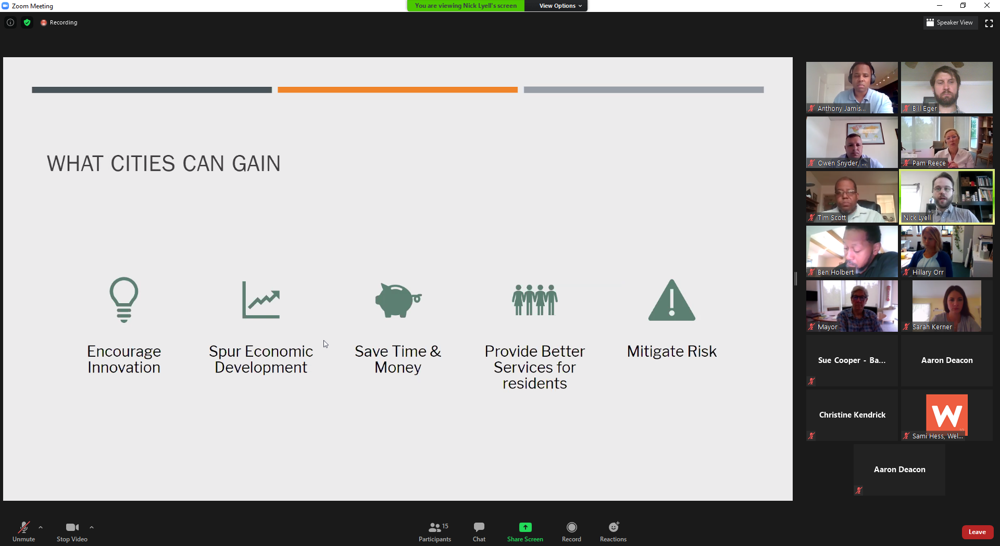 Zoom Meeting
You are viewing Nick Lyell's screen
View Options
Recording
Speaker View
WHAT CITIES CAN GAIN
Encourage
Innovation
Spur Economic
Development
Save Time &
Money
Provide Better
Services for
residents
Mitigate Risk
Anthony Jamis...
Bill Eger
Owen Snyder, ...
Pam Reece
Tim Scott
Nick Lyell
Ben Holbert
Hillary Orr
Mayor
Sarah Kerner
Sue Cooper - Ba...
Aaron Deacon
Christine Kendrick
W
Sami Hess, Wel...
Aaron Deacon
Unmute
Stop Video
15
Participants
Chat
Share Screen
Record
Reactions
Leave